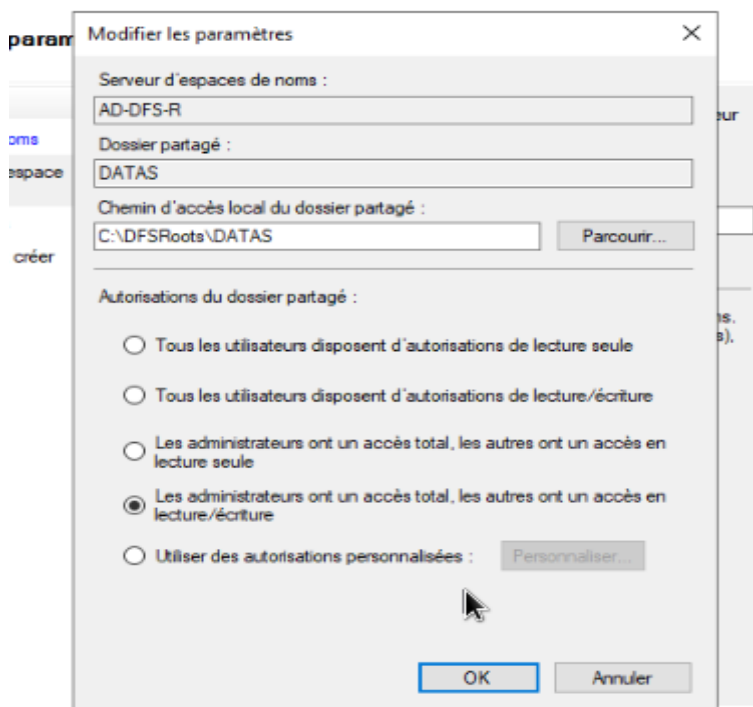 param
Modifier les paramètres
Serveur d'espaces de noms :
AD-DFS-R
eur
oms
Dossier partagé :
espace
DATAS
Chemin d'accès local du dossier partagé :
C:\DFSRoots\DATAS
Parcourir...
créer
Autorisations du dossier partagé :
ns.
s),
Tous les utilisateurs disposent d'autorisations de lecture seule
Tous les utilisateurs disposent d'autorisations de lecture/écriture
Les administrateurs ont un accès total, les autres ont un accès en
lecture seule
Les administrateurs ont un accès total, les autres ont un accès en
lecture/écriture
Utiliser des autorisations personnalisées :
Personnaliser...
OK
Annuler